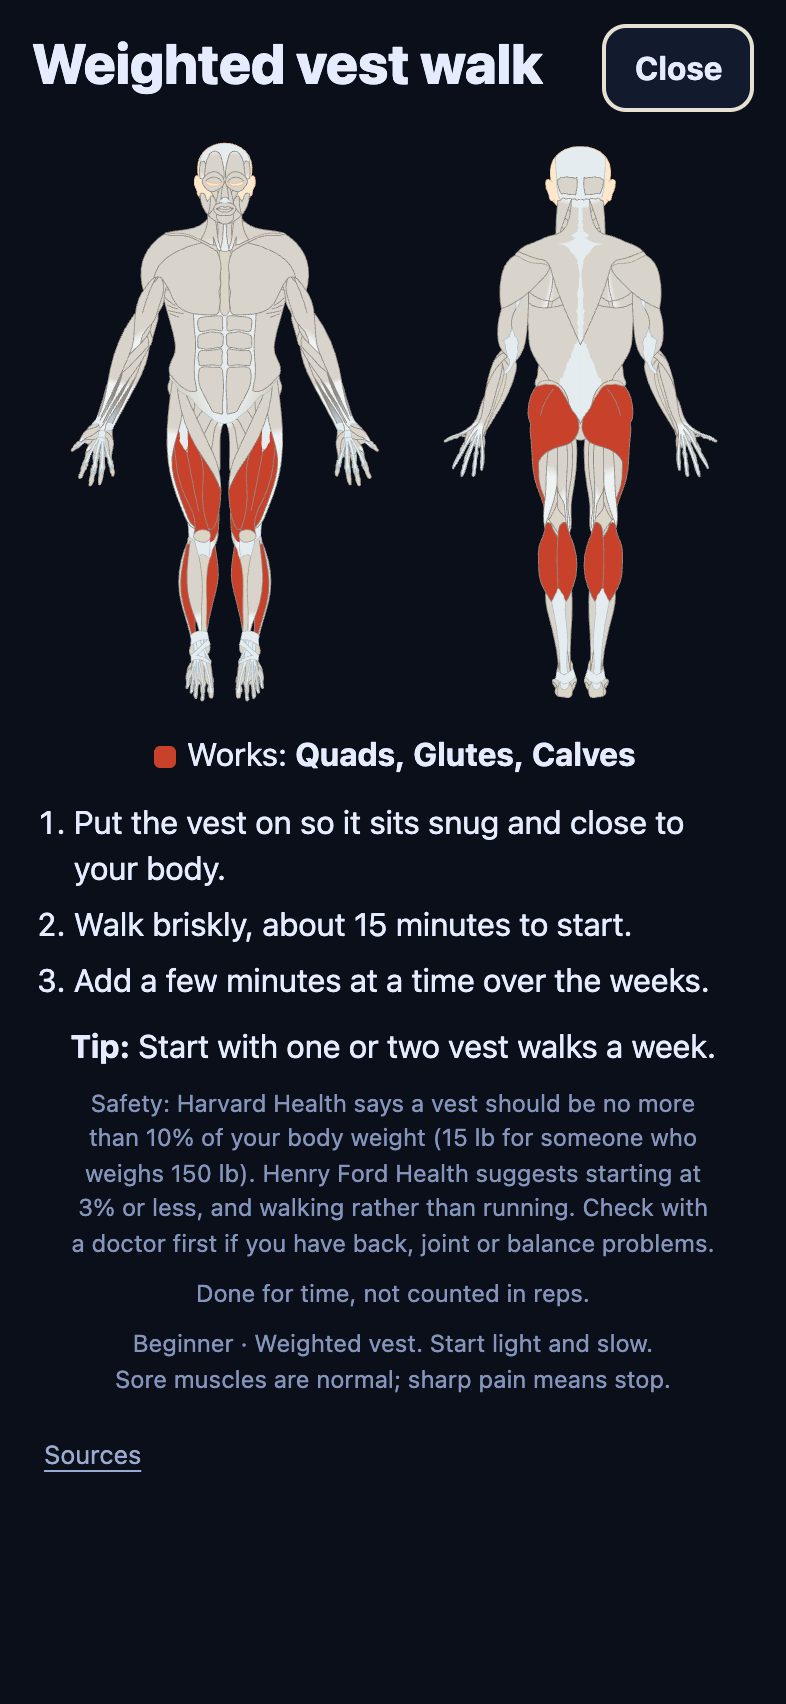 Weighted vest walk
Close
Works: Quads, Glutes, Calves
1. Put the vest on so it sits snug and close to
your body.
2. Walk briskly, about 15 minutes to start.
3. Add a few minutes at a time over the weeks.
Tip: Start with one or two vest walks a week.
Safety: Harvard Health says a vest should be no more
than 10% of your body weight (15 lb for someone who
weighs 150 lb). Henry Ford Health suggests starting at
3% or less, and walking rather than running. Check with
a doctor first if you have back, joint or balance problems.
Done for time, not counted in reps.
Beginner · Weighted vest. Start light and slow.
Sore muscles are normal; sharp pain means stop.
Sources